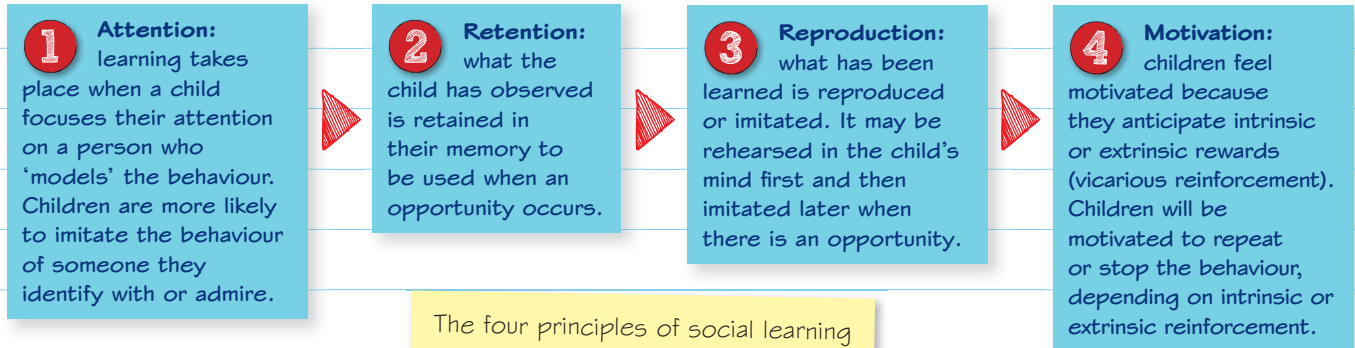 1 Attention:
learning takes
place when a child
focuses their attention
on a person who
‘models’ the behaviour.
Children are more likely
to imitate the behaviour
of someone they
identify with or admire.
2 Retention:
what the
child has observed
is retained in
their memory to
be used when an
opportunity occurs.
3 Reproduction:
what has been
learned is reproduced
or imitated. It may be
rehearsed in the child’s
mind first and then
imitated later when
there is an opportunity.
4 Motivation:
children feel
motivated because
they anticipate intrinsic
or extrinsic rewards
(vicarious reinforcement).
Children will be
motivated to repeat
or stop the behaviour,
depending on intrinsic or
extrinsic reinforcement.
The four principles of social learning